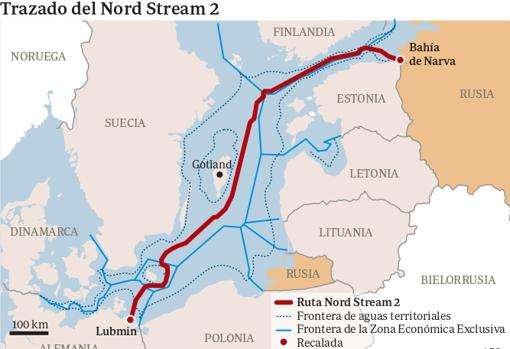 Trazado del Nord Stream 2
FINLANDIA
NORUEGA
Bahía
de Narva
RUSIA
ESTONIA
SUECIA
Gotland
LETONIA
DINAMARCA
LITUANIA
RUSIA
BIELORRUSIA
Ruta Nord Stream 2
Frontera de aguas territoriales
Frontera de la Zona Económica Exclusiva
Recalada
100 km
Lubmin
POLONIA
ALEMANIA